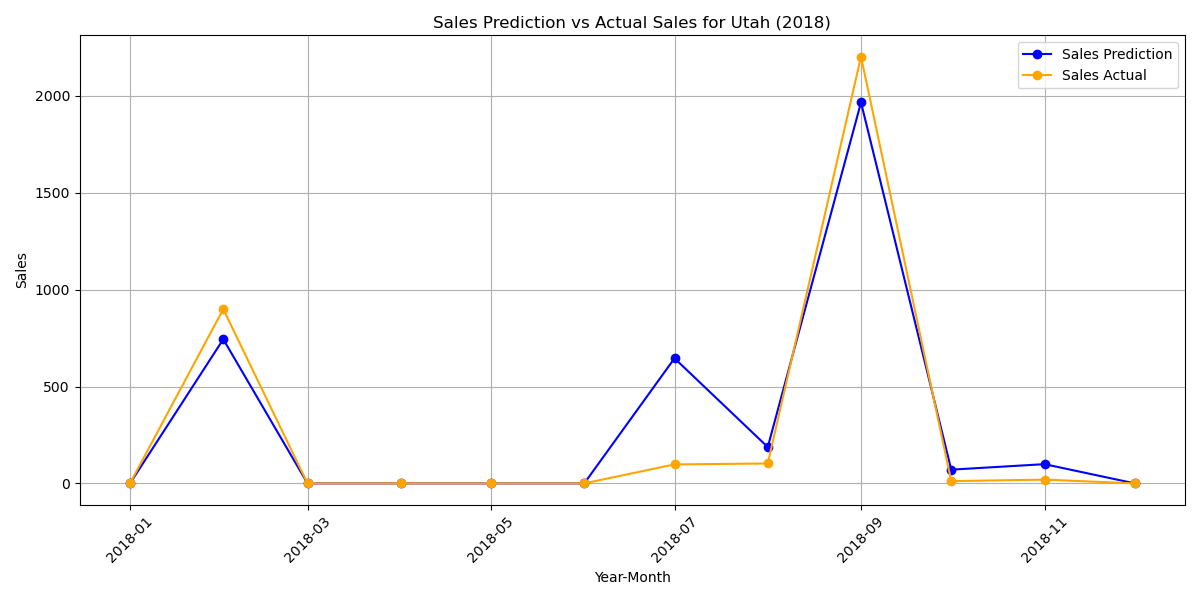 Sales Prediction vs Actual Sales for Utah (2018)
Sales Prediction
Sales Actual
2000
1500
1000
500
0
Sales
2018-01
2018-03
2018-05
2018-07
2018-09
2018-11
Year-Month